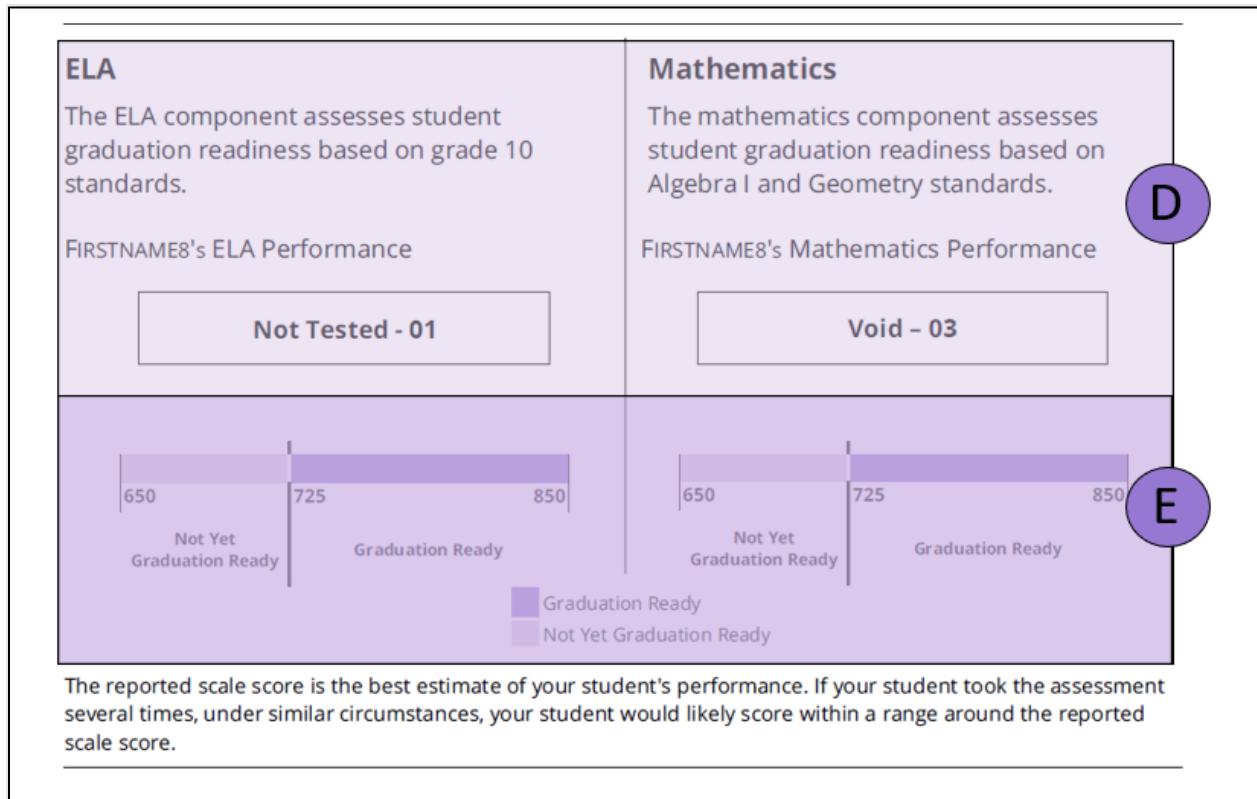 ELA
The ELA component assesses student
graduation readiness based on grade 10
standards.
FIRSTNAME8's ELA Performance
Not Tested - 01
Mathematics
The mathematics component assesses
student graduation readiness based on
Algebra I and Geometry standards.
FIRSTNAME8's Mathematics Performance
Void – 03
D
650
725
850
Not Yet
Graduation Ready
Graduation Ready
650
725
850
Not Yet
Graduation Ready
Graduation Ready
E
Graduation Ready
Not Yet Graduation Ready
The reported scale score is the best estimate of your student's performance. If your student took the assessment
several times, under similar circumstances, your student would likely score within a range around the reported
scale score.